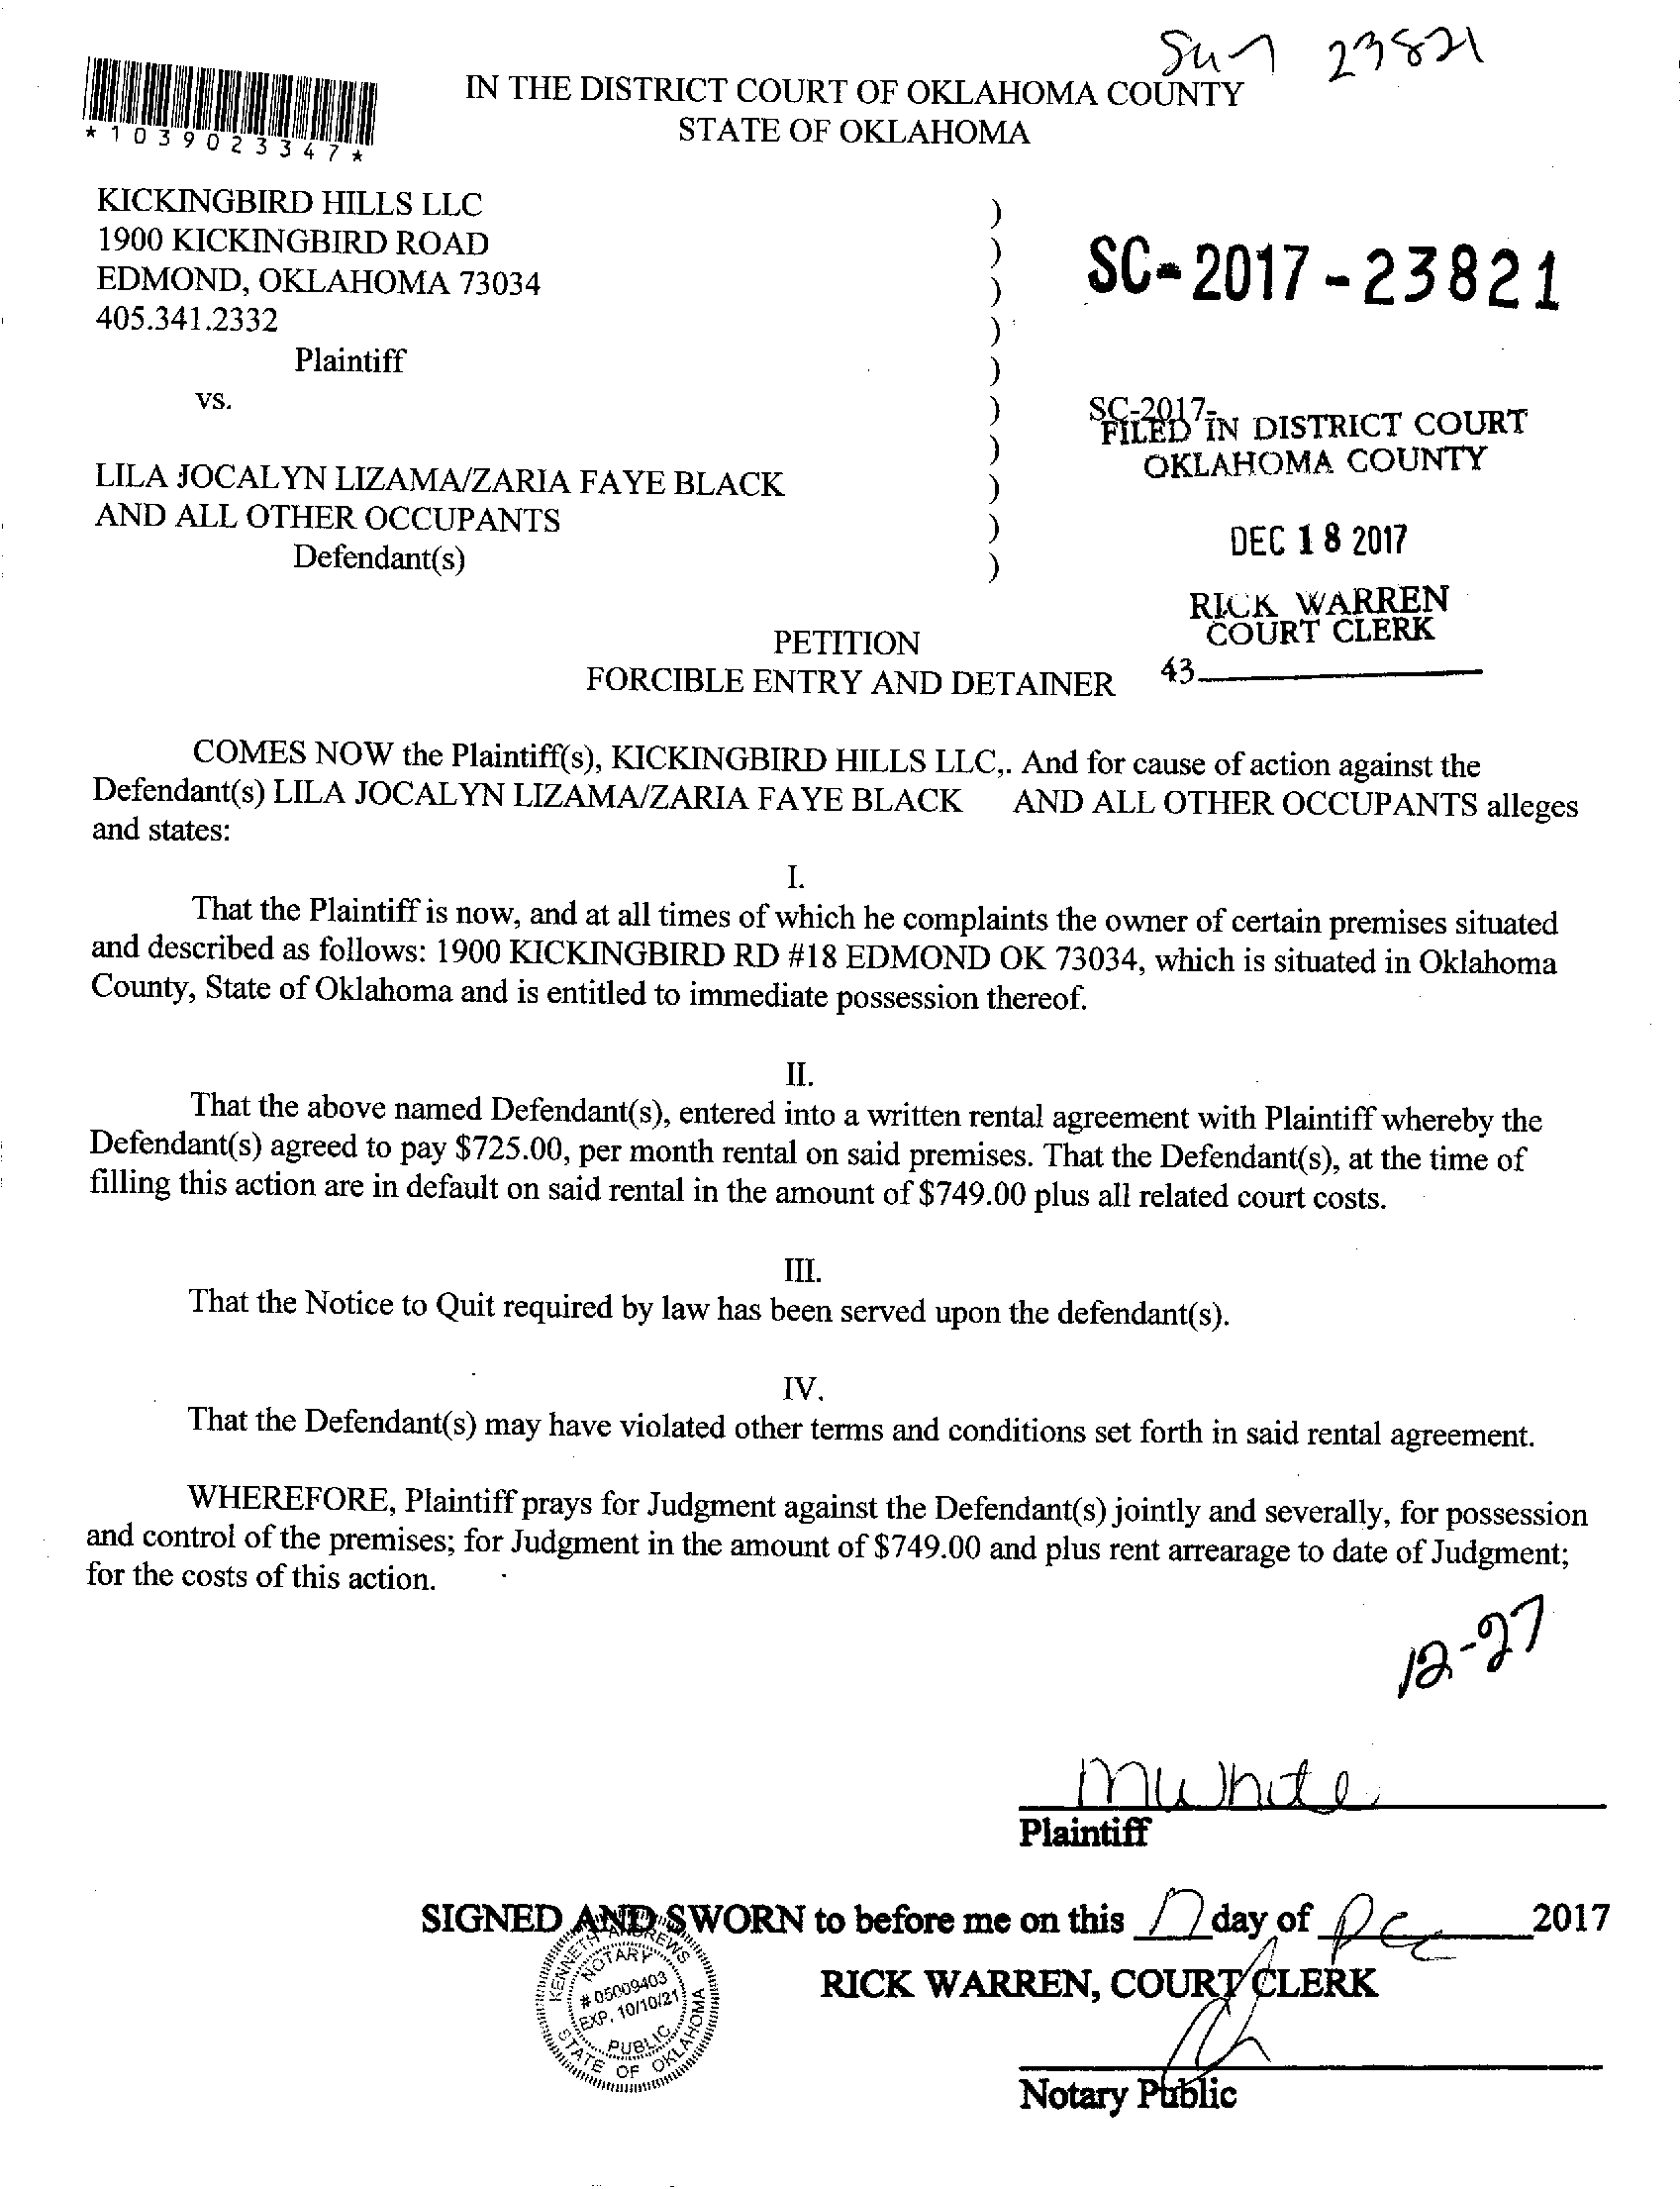 Sum 23821
*1039023347*
IN THE DISTRICT COURT OF OKLAHOMA COUNTY
STATE OF OKLAHOMA
KICKINGBIRD HILLS LLC )
1900 KICKINGBIRD ROAD )
EDMOND, OKLAHOMA 73034 )
405.341.2332 )
Plaintiff )
vs. )
)
LILA JOCALYN LIZAMA/ZARIA FAYE BLACK )
AND ALL OTHER OCCUPANTS )
Defendant(s) )
SC-2017-23821
SC-2017-
FILED IN DISTRICT COURT
OKLAHOMA COUNTY
DEC 18 2017
RICK WARREN
COURT CLERK
43
PETITION
FORCIBLE ENTRY AND DETAINER
COMES NOW the Plaintiff(s), KICKINGBIRD HILLS LLC,. And for cause of action against the
Defendant(s) LILA JOCALYN LIZAMA/ZARIA FAYE BLACK AND ALL OTHER OCCUPANTS alleges
and states:
I.
That the Plaintiff is now, and at all times of which he complaints the owner of certain premises situated
and described as follows: 1900 KICKINGBIRD RD #18 EDMOND OK 73034, which is situated in Oklahoma
County, State of Oklahoma and is entitled to immediate possession thereof.
II.
That the above named Defendant(s), entered into a written rental agreement with Plaintiff whereby the
Defendant(s) agreed to pay $725.00, per month rental on said premises. That the Defendant(s), at the time of
filling this action are in default on said rental in the amount of $749.00 plus all related court costs.
III.
That the Notice to Quit required by law has been served upon the defendant(s).
IV.
That the Defendant(s) may have violated other terms and conditions set forth in said rental agreement.
WHEREFORE, Plaintiff prays for Judgment against the Defendant(s) jointly and severally, for possession
and control of the premises; for Judgment in the amount of $749.00 and plus rent arrearage to date of Judgment;
for the costs of this action.
12-27
MWhite
Plaintiff
SIGNED AND SWORN to before me on this day of Dec 2017
RICK WARREN, COURT CLERK
Notary Public
KENNETH ANDREWS
NOTARY
# 05009403
EXP. 10/10/21
PUBLIC
STATE OF OKLAHOMA